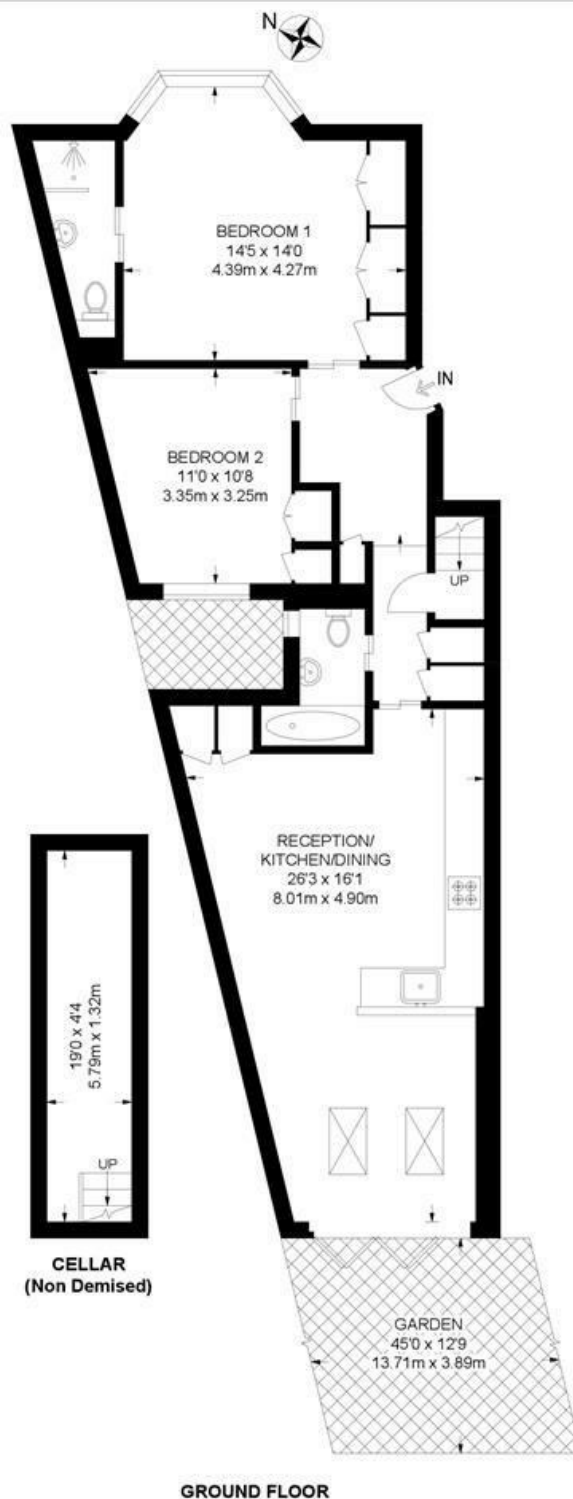 N
BEDROOM 1
14'5 x 14'0
4.39m x 4.27m
IN
BEDROOM 2
11'0 x 10'8
3.35m x 3.25m
UP
RECEPTION/
KITCHEN/DINING
26'3 x 16'1
8.01m x 4.90m
19'0 x 4'4
5.79m x 1.32m
UP
CELLAR
(Non Demised)
GARDEN
45'0 x 12'9
13.71m x 3.89m
GROUND FLOOR